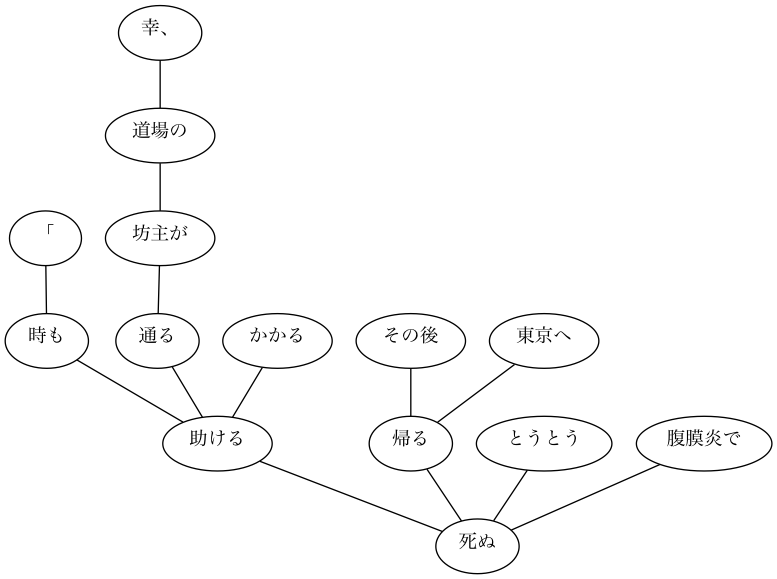 幸、
道場の
「
坊主が
時も
通る
かかる
その後
東京へ
助ける
帰る
とうとう
腹膜炎で
死ぬ